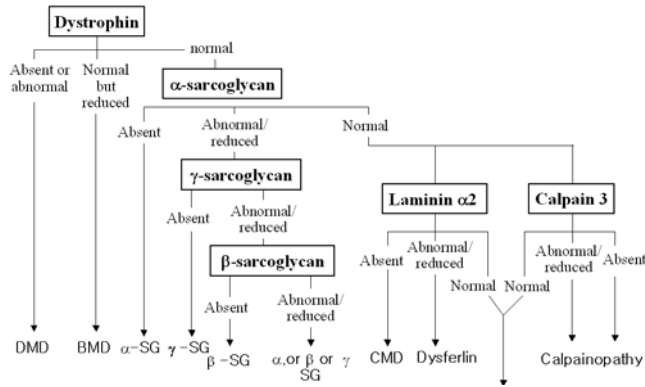 Dystrophin
Absent or
abnormal
Normal
but
reduced
normal
α-sarcoglycan
Absent
Abnormal/
reduced
Normal
γ-sarcoglycan
Laminin α2
Calpain 3
Absent
Abnormal/
reduced
β-sarcoglycan
Absent
Abnormal/
reduced
Normal
Normal
Abnormal/
reduced
Absent
Absent
Abnormal/
reduced
DMD
BMD
α-SG
γ-SG
β-SG
α,or β or γ
SG
CMD
Dysferlin
Calpainopathy